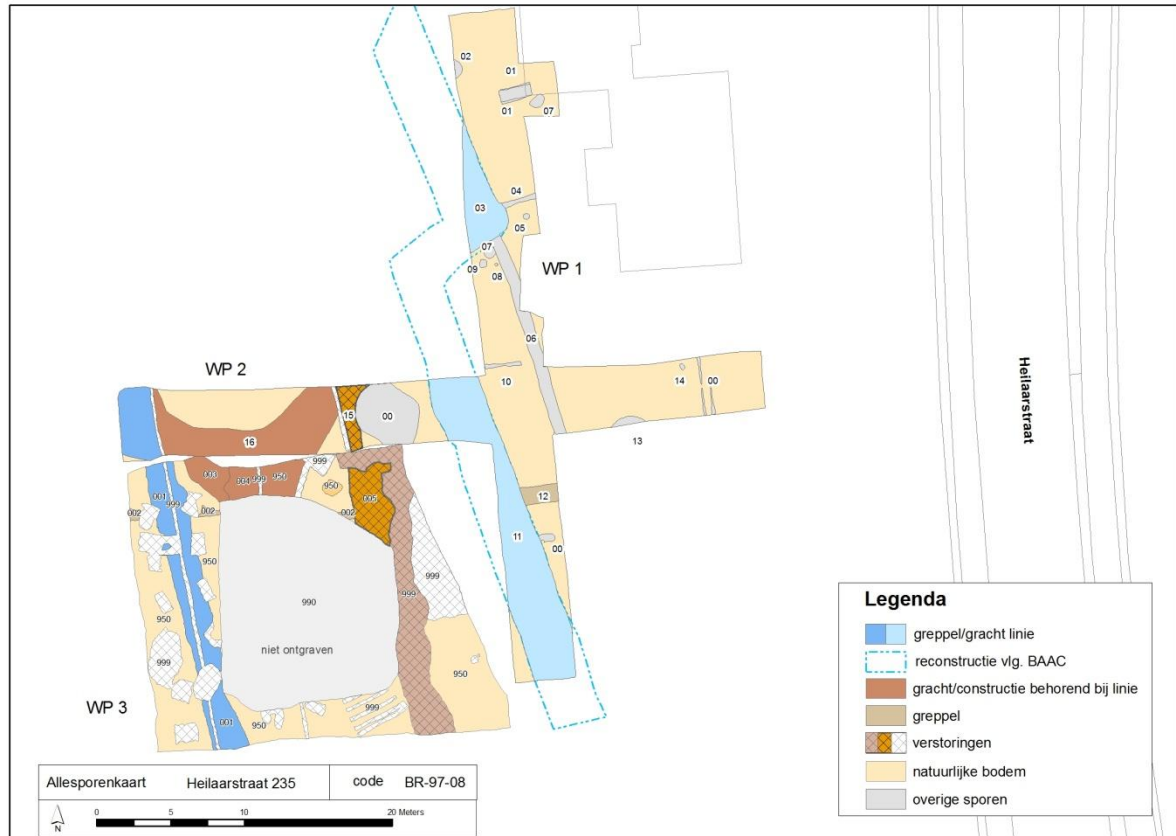 02
01
01
07
04
03
05
07
WP 1
09
08
06
WP 2
10
14
00
15
00
13
16
Heilaarstraat
999
003
004
999
950
950
005
001
999
002
002
002
12
11
00
950
999
999
990
niet ontgraven
950
999
950
WP 3
001
950
999
Legenda
greppel/gracht linie
reconstructie vlg. BAAC
gracht/constructie behorend bij linie
greppel
verstoringen
natuurlijke bodem
overige sporen
Allesporenkaart Heilaarstraat 235 code BR-97-08
N
0 5 10 20 Meters